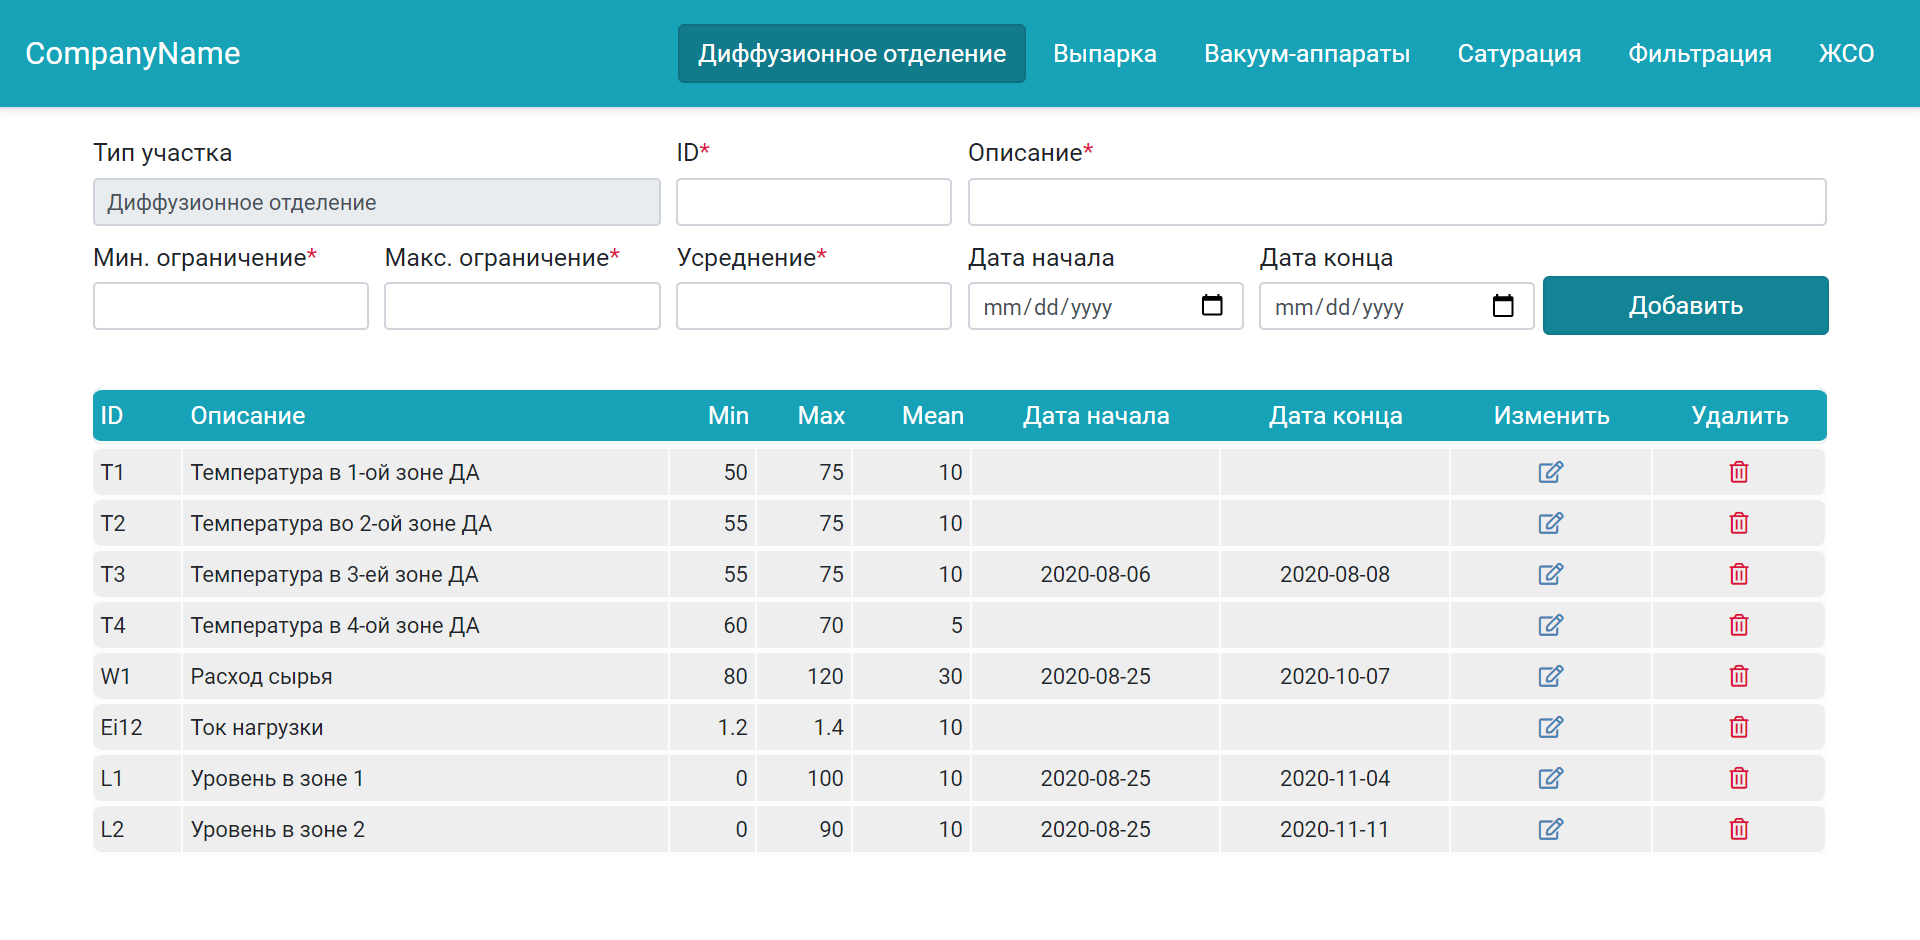 CompanyName Диффузионное отделение Выпарка Вакуум-аппараты Сатурация Фильтрация ЖСО
Тип участка ID* Описание*
Диффузионное отделение
Мин. ограничение* Макс. ограничение* Усреднение* Дата начала Дата конца
mm/dd/yyyy mm/dd/yyyy Добавить
ID Описание Min Max Mean Дата начала Дата конца Изменить Удалить
T1 Температура в 1-ой зоне ДА 50 75 10
T2 Температура во 2-ой зоне ДА 55 75 10
T3 Температура в 3-ей зоне ДА 55 75 10 2020-08-06 2020-08-08
T4 Температура в 4-ой зоне ДА 60 70 5
W1 Расход сырья 80 120 30 2020-08-25 2020-10-07
Ei12 Ток нагрузки 1.2 1.4 10
L1 Уровень в зоне 1 0 100 10 2020-08-25 2020-11-04
L2 Уровень в зоне 2 0 90 10 2020-08-25 2020-11-11